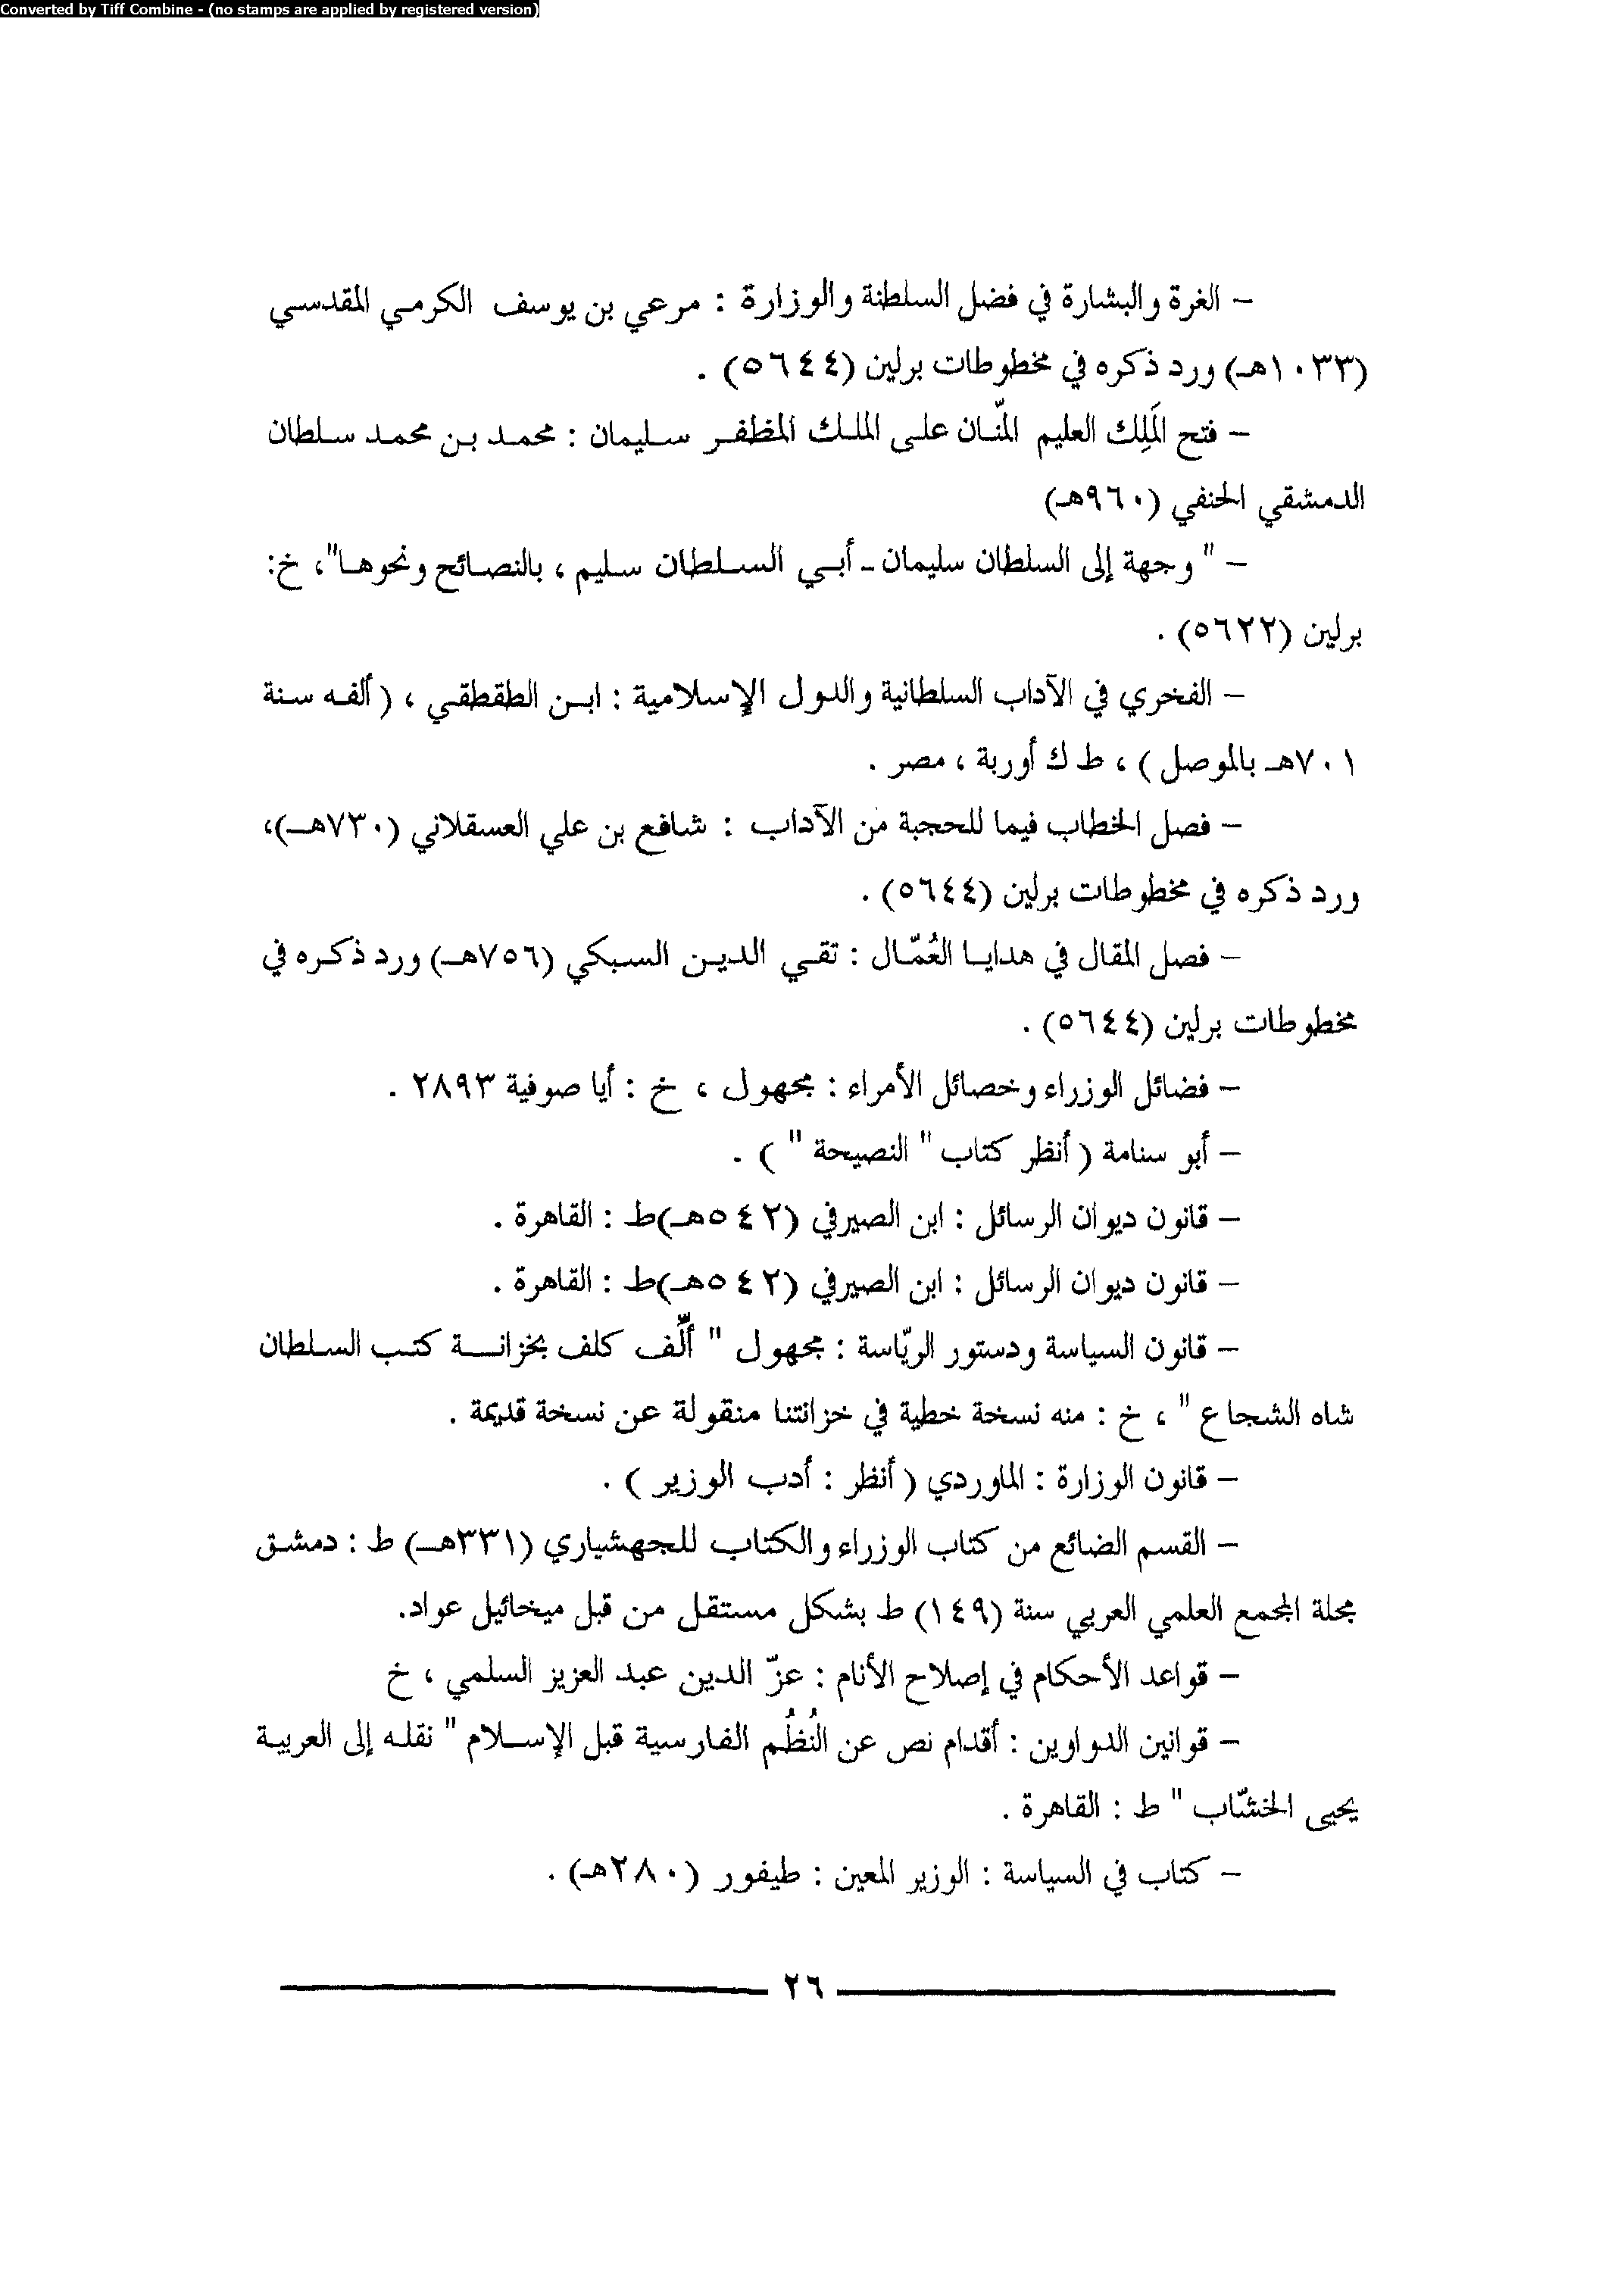 Converted by Tiff Combine - (no stamps are applied by registered version)
– الغرة والبشارة في فضل السلطنة والوزارة : مرعي بن يوسف الكرمي المقدسي
(١٠٣٣هـ) ورد ذكره في مخطوطات برلين (٥٦٤٤) .
– فتح المَلِك العليم المنّان على الملك المظفر سليمان : محمد بن محمد سلطان
الدمشقي الحنفي (٩٦٠هـ)
– " وجهة إلى السلطان سليمان - أبي السلطان سليم ، بالنصائح ونحوها"، خ:
برلين (٥٦٢٢) .
– الفخري في الآداب السلطانية والدول الإسلامية : ابن الطقطقي ، ( ألفه سنة
٧٠١هـ بالموصل ) ، ط ك أوربة ، مصر .
– فصل الخطاب فيما للحجبة من الآداب : شافع بن علي العسقلاني (٧٣٠هـ)،
ورد ذكره في مخطوطات برلين (٥٦٤٤) .
– فصل المقال في هدايا العُمّال : تقي الدين السبكي (٧٥٦هـ) ورد ذكره في
مخطوطات برلين (٥٦٤٤) .
– فضائل الوزراء وخصائل الأمراء : مجهول ، خ : أيا صوفية ٢٨٩٣ .
– أبو سنامة ( أنظر كتاب " النصيحة " ) .
– قانون ديوان الرسائل : ابن الصيرفي (٥٤٢هـ)ط : القاهرة .
– قانون ديوان الرسائل : ابن الصيرفي (٥٤٢هـ)ط : القاهرة .
– قانون السياسة ودستور الريّاسة : مجهول " ألِّف كلف بخزانة كتب السلطان
شاه الشجاع " ، خ : منه نسخة خطية في خزانتنا منقولة عن نسخة قديمة .
– قانون الوزارة : الماوردي ( أنظر : أدب الوزير ) .
– القسم الضائع من كتاب الوزراء والكتاب للجهشياري (٣٣١هـ) ط : دمشق
مجلة المجمع العلمي العربي سنة (١٤٩) ط بشكل مستقل من قبل ميخائيل عواد.
– قواعد الأحكام في إصلاح الأنام : عزّ الدين عبد العزيز السلمي ، خ
– قوانين الدواوين : أقدام نص عن النُظُم الفارسية قبل الإسلام " نقله إلى العربية
يحيى الخشّاب " ط : القاهرة .
– كتاب في السياسة : الوزير المعين : طيفور (٢٨٠هـ) .
٢٦